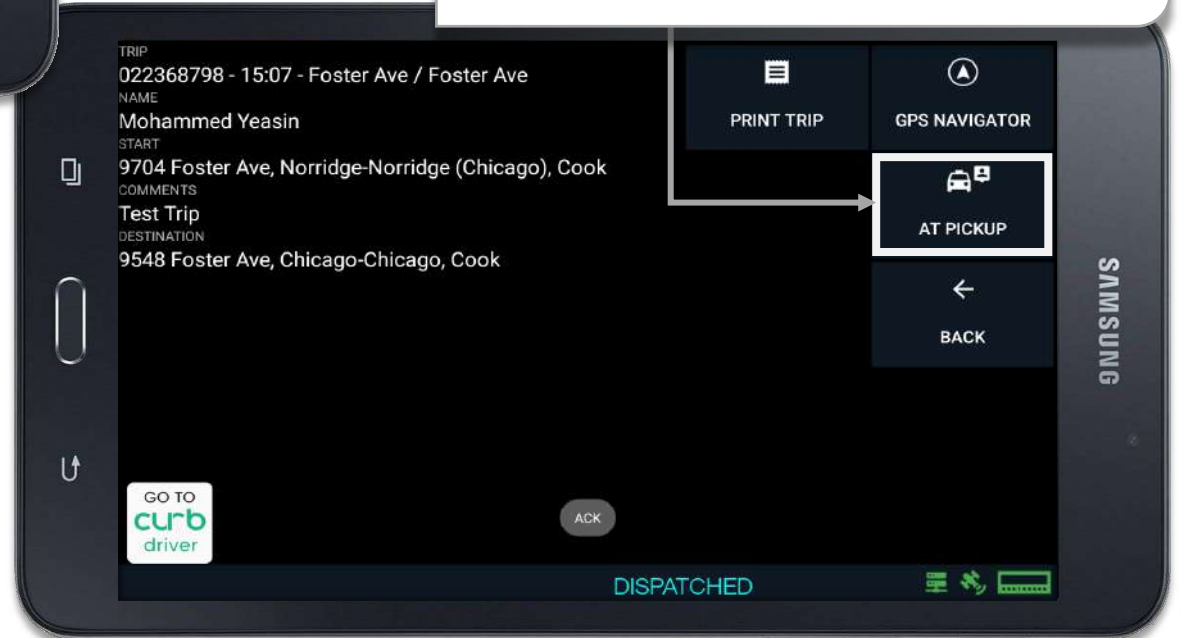 TRIP
022368798 - 15:07 - Foster Ave / Foster Ave
NAME
Mohammed Yeasin
START
9704 Foster Ave, Norridge-Norridge (Chicago), Cook
COMMENTS
Test Trip
DESTINATION
9548 Foster Ave, Chicago-Chicago, Cook
PRINT TRIP
GPS NAVIGATOR
AT PICKUP
BACK
SAMSUNG
GO TO
curb
driver
ACK
DISPATCHED